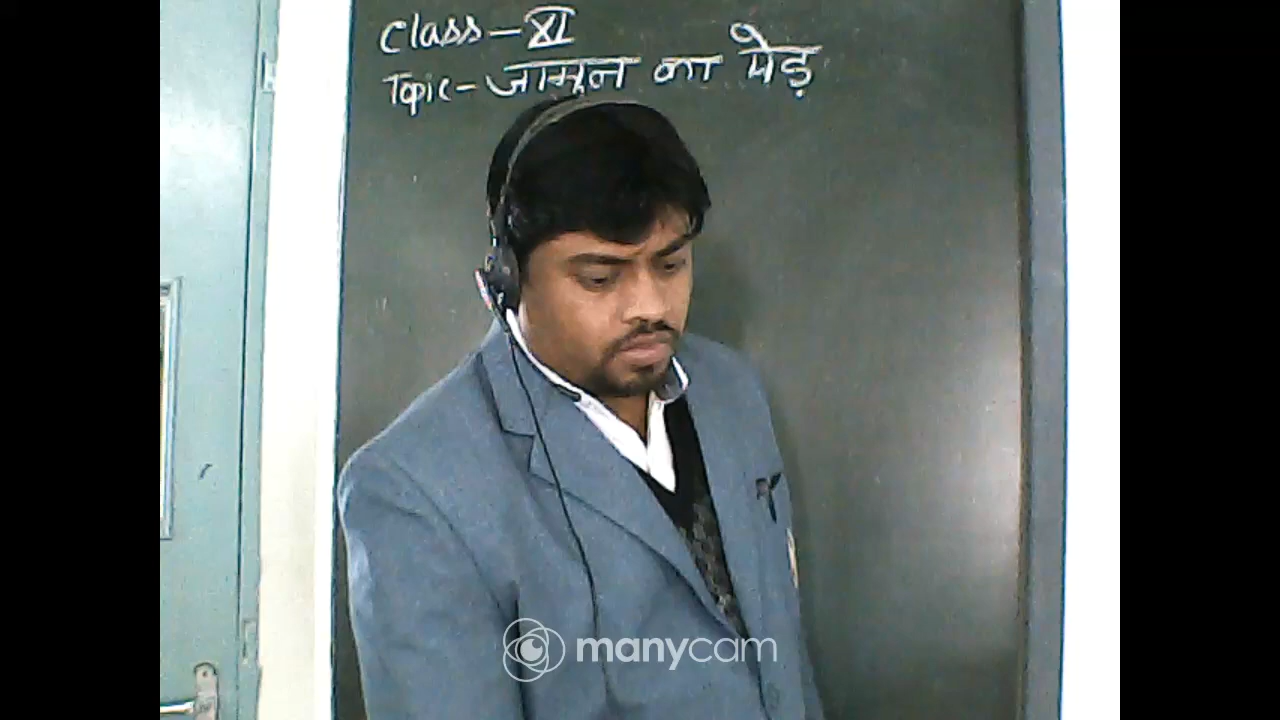 Class - XI
Topic - जामून का पेड़
manycam